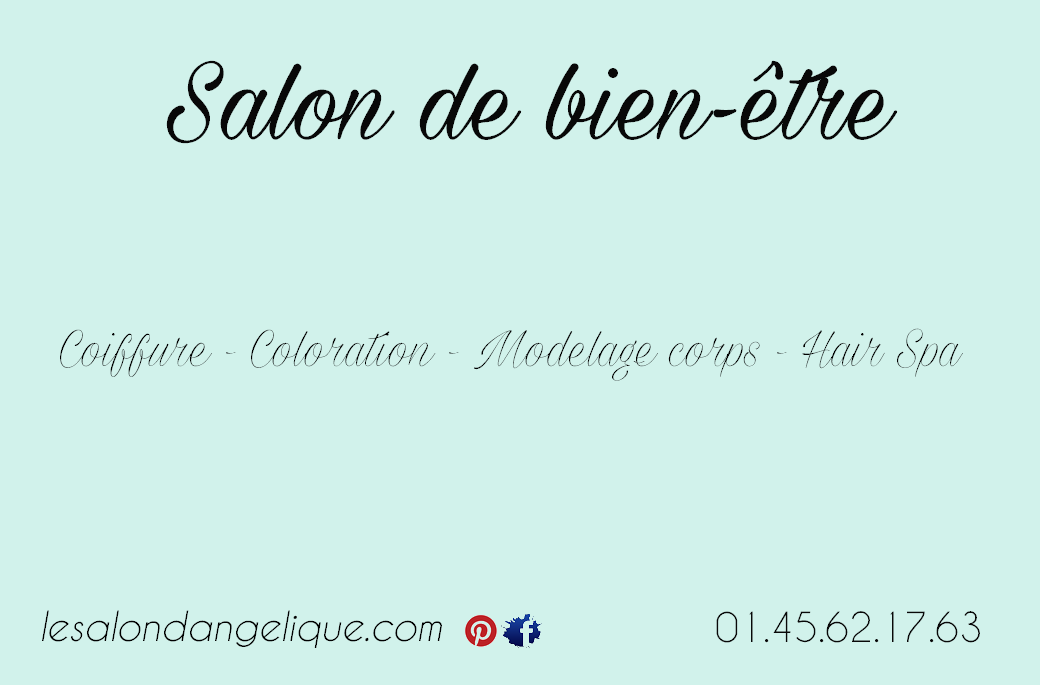 Salon de bien-être
Coiffure - Coloration - Modelage corps - Hair Spa
lesalondangelique.com 01.45.62.17.63